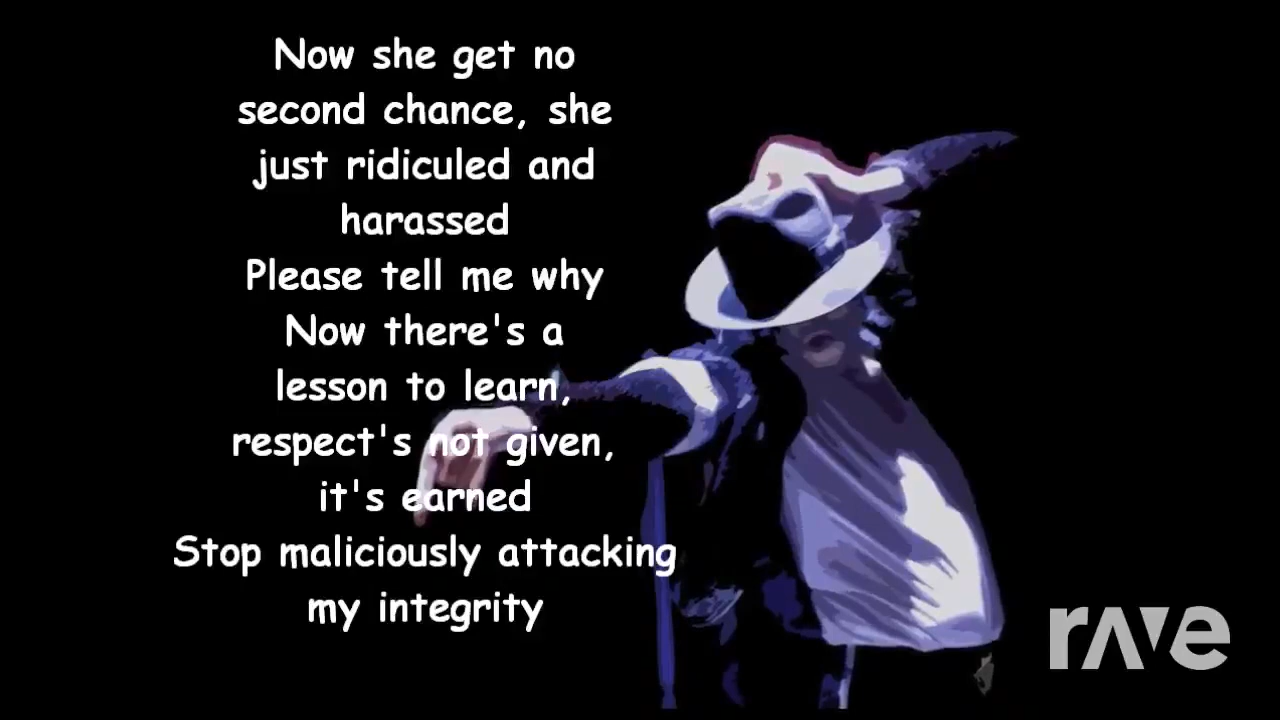 Now she get no
second chance, she
just ridiculed and
harassed
Please tell me why
Now there's a
lesson to learn,
respect's not given,
it's earned
Stop maliciously attacking
my integrity
rave